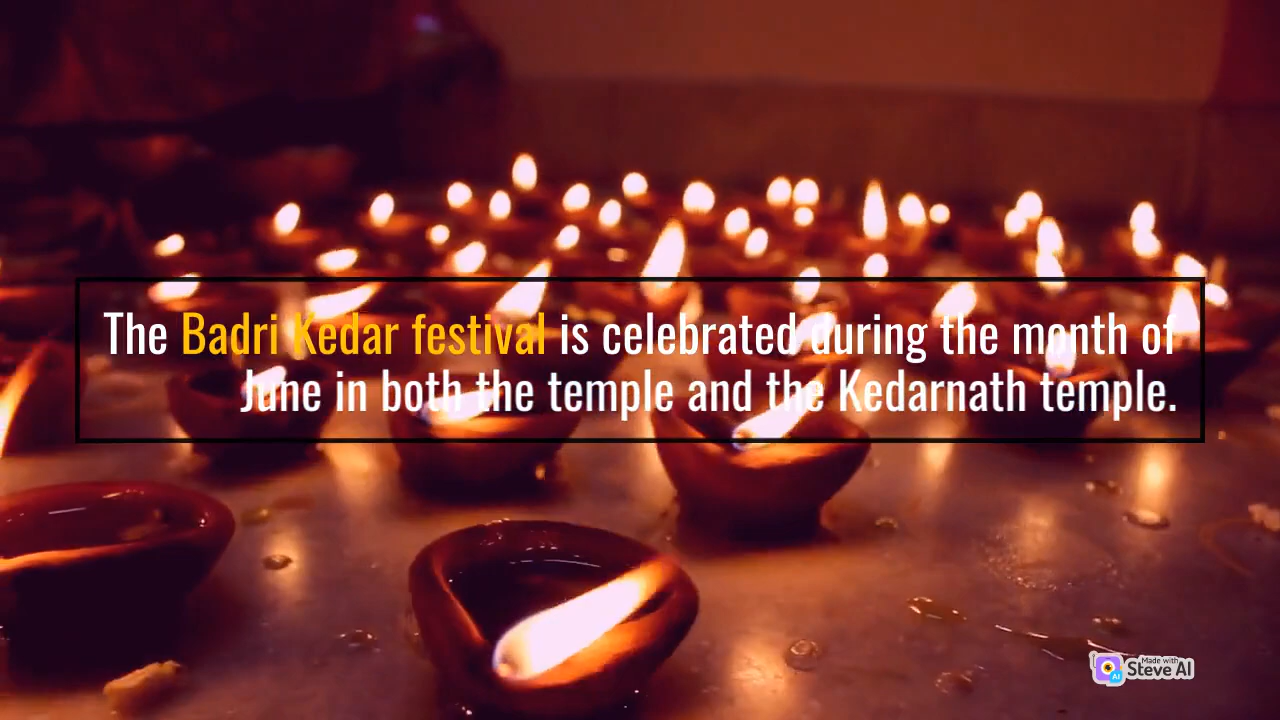 The Badri Kedar festival is celebrated during the month of
June in both the temple and the Kedarnath temple.
Made with
Steve AI
AI